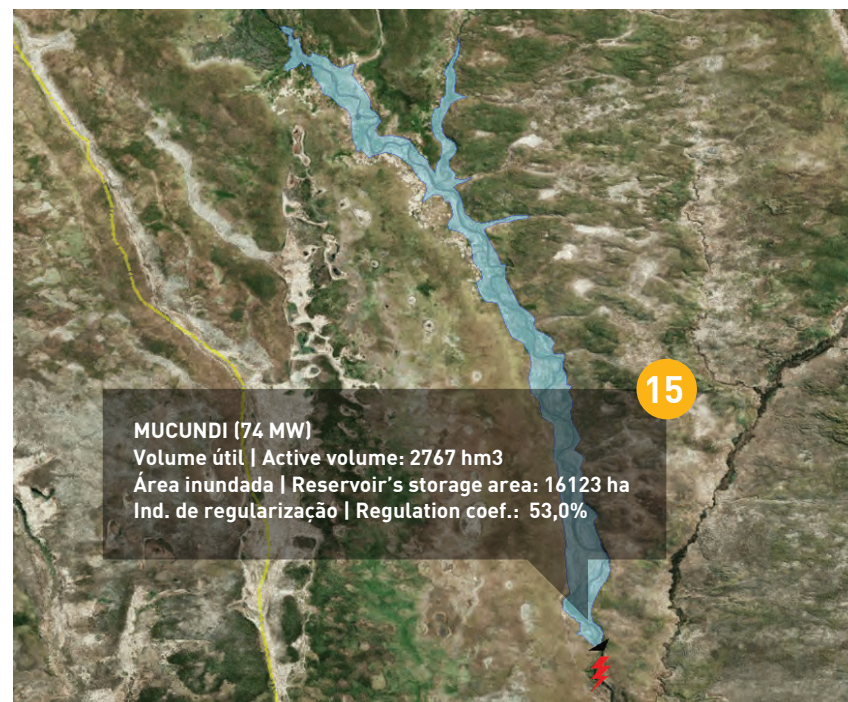 15
MUCUNDI (74 MW)
Volume útil | Active volume: 2767 hm3
Área inundada | Reservoir's storage area: 16123 ha
Ind. de regularização | Regulation coef.: 53,0%